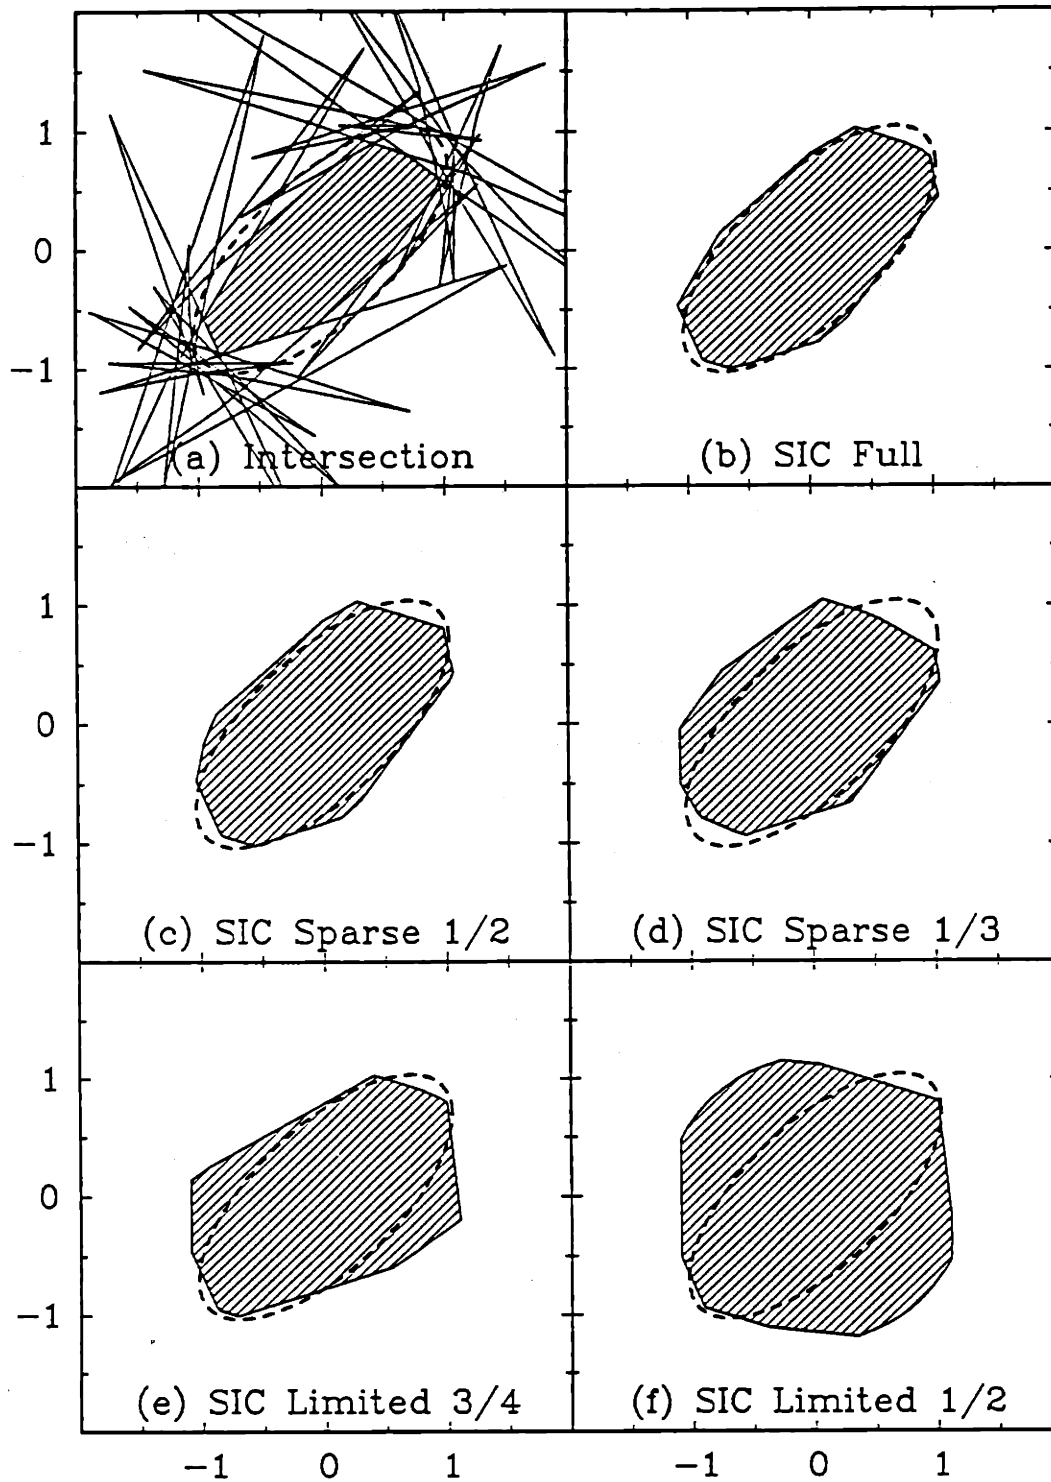 1
0
−1
(a) Intersection
(b) SIC Full
1
0
−1
(c) SIC Sparse 1/2
(d) SIC Sparse 1/3
1
0
−1
(e) SIC Limited 3/4
(f) SIC Limited 1/2
−1 0 1
−1 0 1